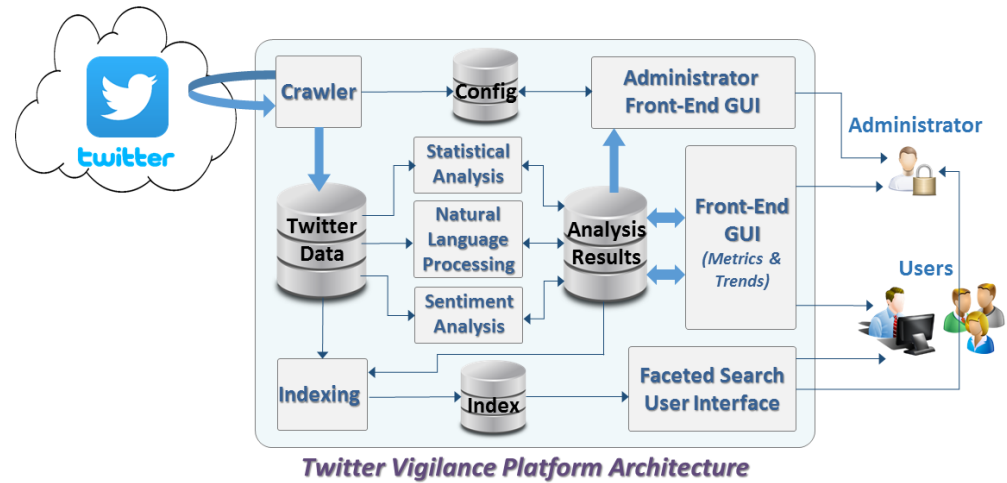 twitter
Crawler
Config
Administrator
Front-End GUI
Administrator
Statistical
Analysis
Twitter
Data
Natural
Language
Processing
Analysis
Results
Front-End
GUI
(Metrics &
Trends)
Users
Sentiment
Analysis
Indexing
Index
Faceted Search
User Interface
Twitter Vigilance Platform Architecture